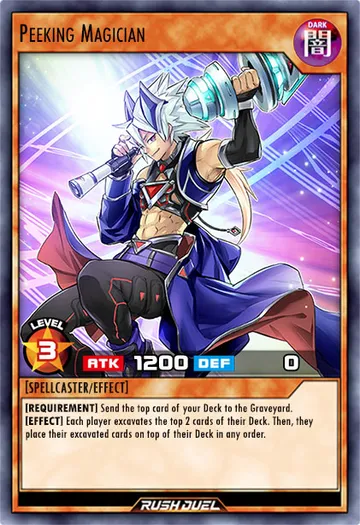 PEEKING MAGICIAN
DARK
闇
LEVEL
3
ATK 1200 DEF 0
[SPELLCASTER/EFFECT]
[REQUIREMENT] Send the top card of your Deck to the Graveyard.
[EFFECT] Each player excavates the top 2 cards of their Deck. Then, they
place their excavated cards on top of their Deck in any order.
RUSH DUEL